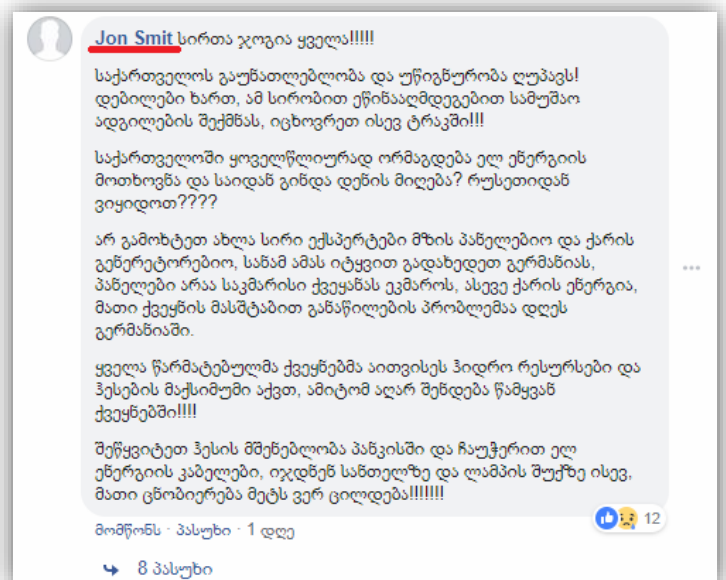 Jon Smit სირთა ჯოგია ყველა!!!!!
საქართველოს გაუნათლებლობა და უწიგნურობა ღუპავს!
დებილები ხართ, ამ სირობით ეწინააღმდეგებით სამუშაო
ადგილების შექმნას, იცხოვრეთ ისევ ტრაკში!!!
საქართველოში ყოველწლიურად ორმაგდება ელ ენერგიის
მოთხოვნა და საიდან გინდა დენის მიღება? რუსეთიდან
ვიყიდოთ????
არ გამოხტეთ ახლა სირი ექსპერტები მზის პანელებიო და ქარის
გენერეტორებიო, სანამ ამას იტყვით გადახედეთ გერმანიას,
პანელები არაა საკმარისი ქვეყანას ეკმაროს, ასევე ქარის ენერგია,
მათი ქვეყნის მასშტაბით განაწილების პრობლემაა დღეს
გერმანიაში.
ყველა წარმატებულმა ქვეყნებმა აითვისეს ჰიდრო რესურსები და
ჰესების მაქსიმუმი აქვთ, ამიტომ აღარ შენდება წამყვან
ქვეყნებში!!!!
შეწყვიტეთ ჰესის მშენებლობა პანკისში და ჩაუჭერით ელ
ენერგიის კაბელები, იჯდნენ სანთელზე და ლამპის შუქზე ისევ,
მათი ცნობიერება მეტს ვერ ცილდება!!!!!!!
12
მომწონს · პასუხი · 1 დღე
8 პასუხი